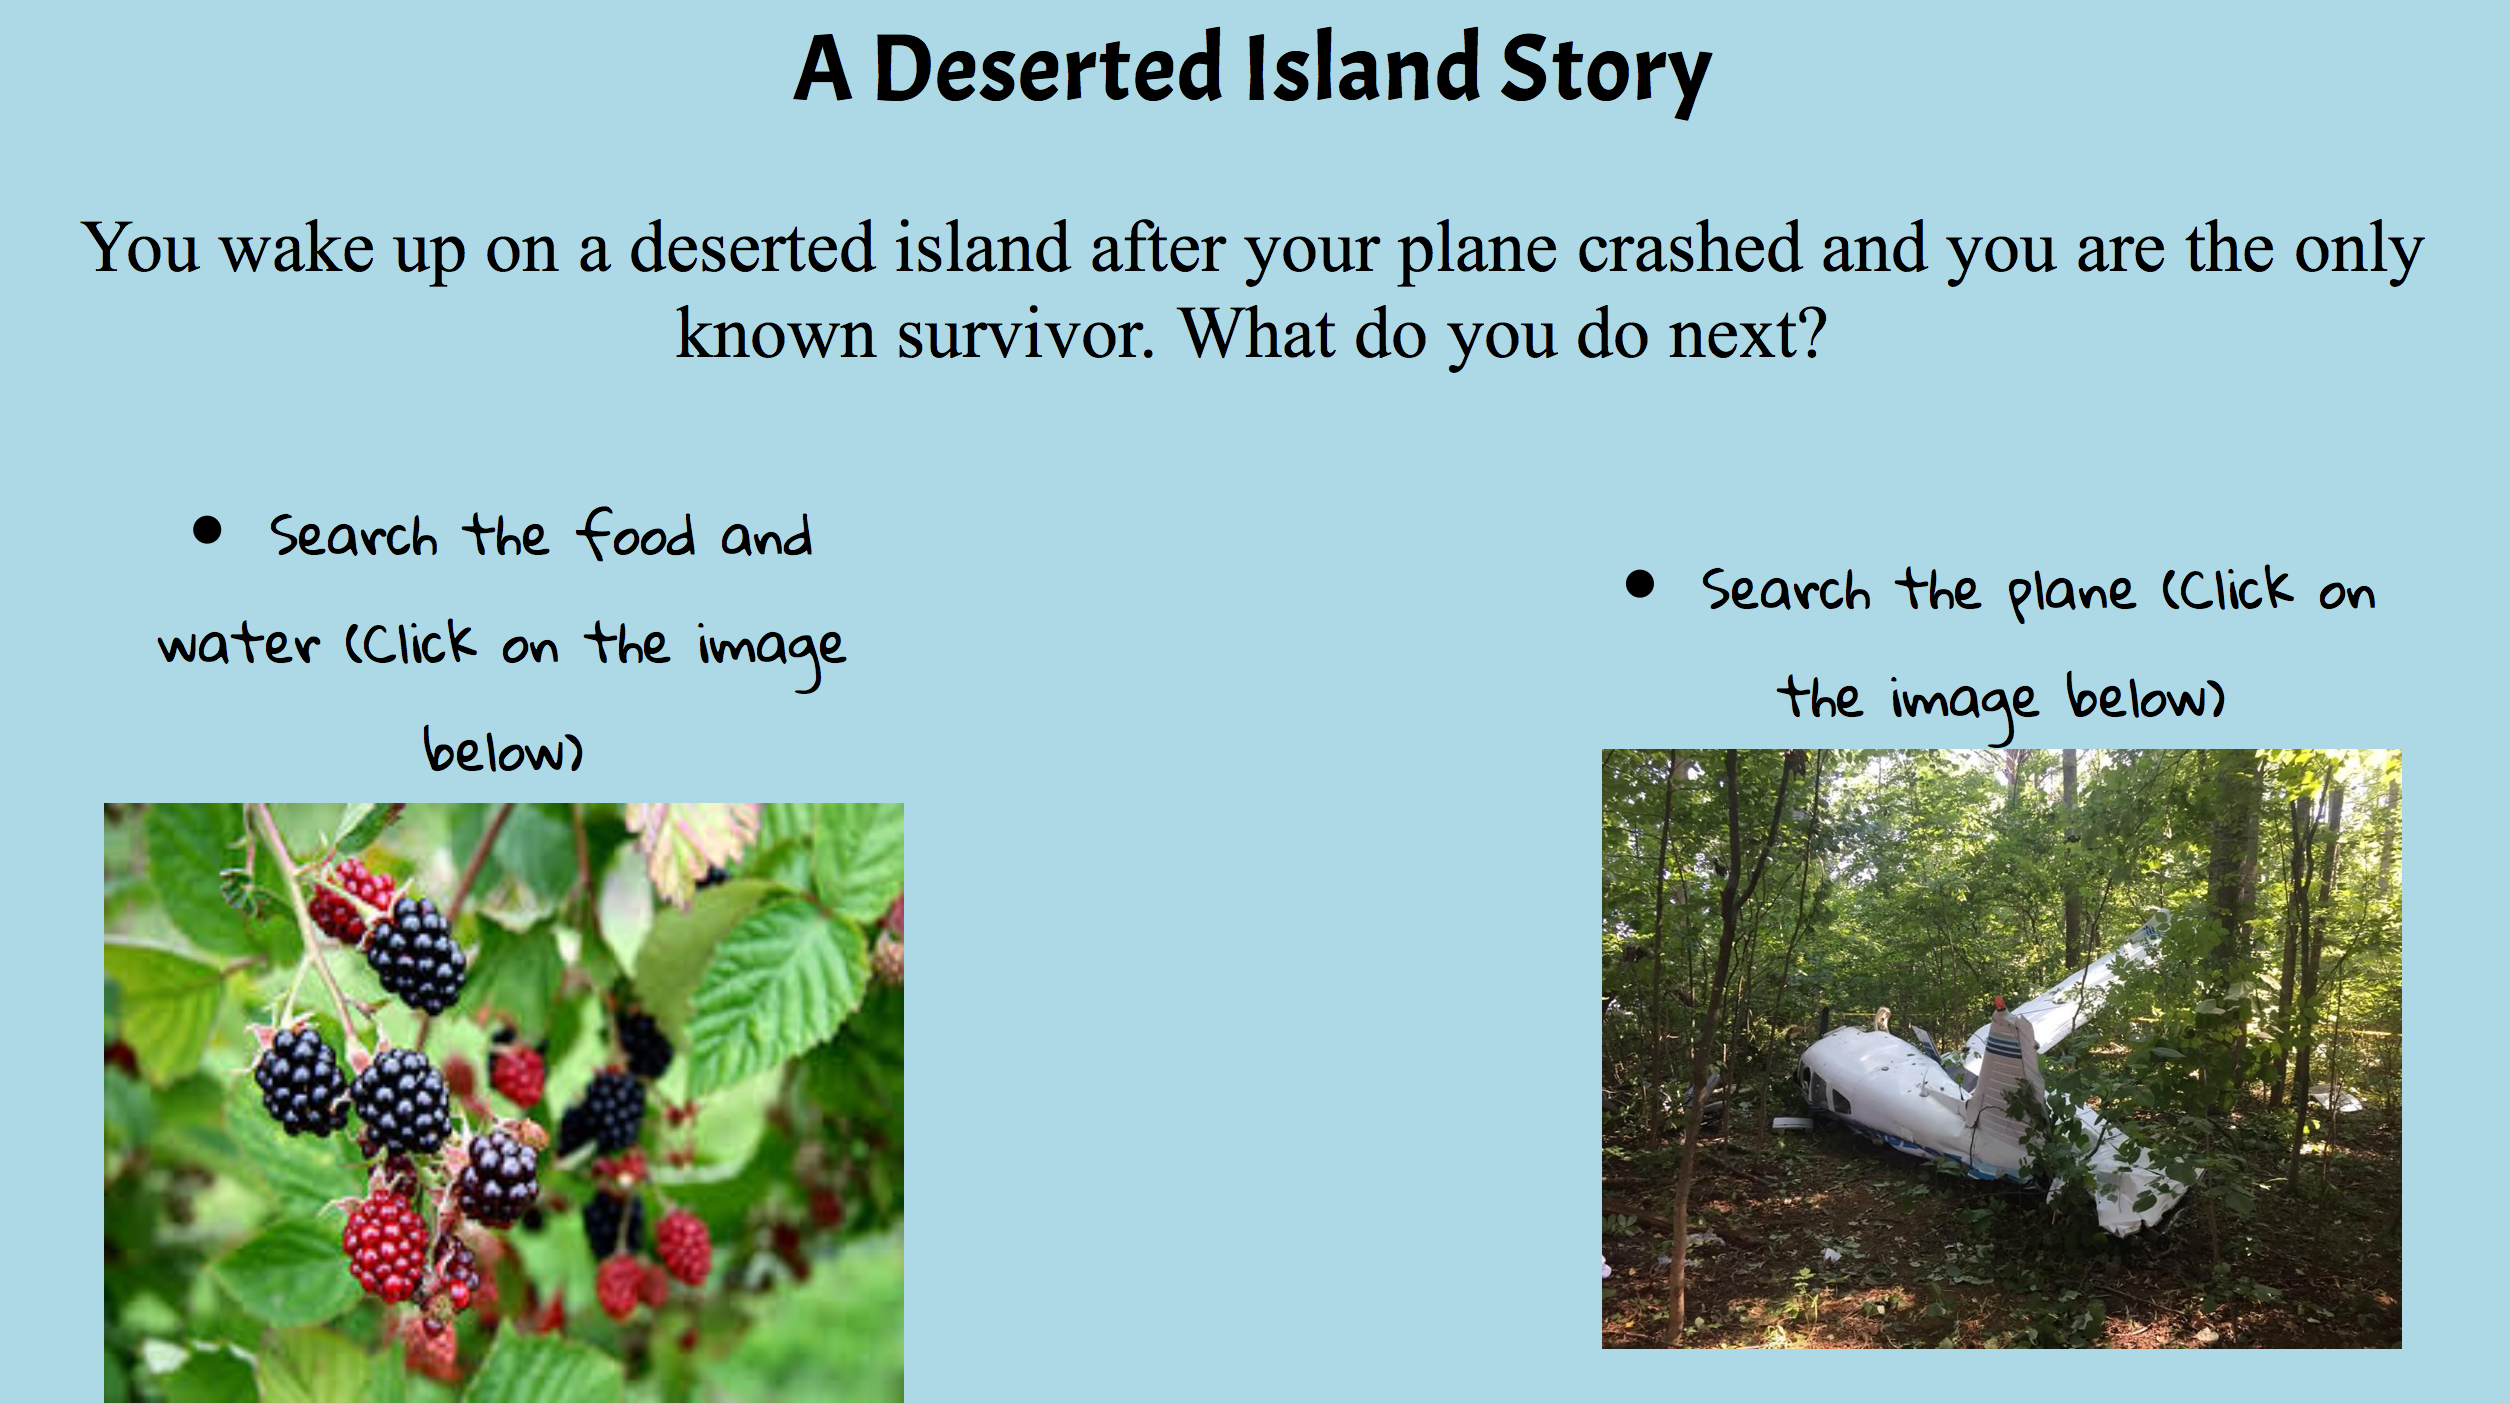 A Deserted Island Story
You wake up on a deserted island after your plane crashed and you are the only
known survivor. What do you do next?
● Search the food and
water (Click on the image
below)
● Search the plane (Click on
the image below)